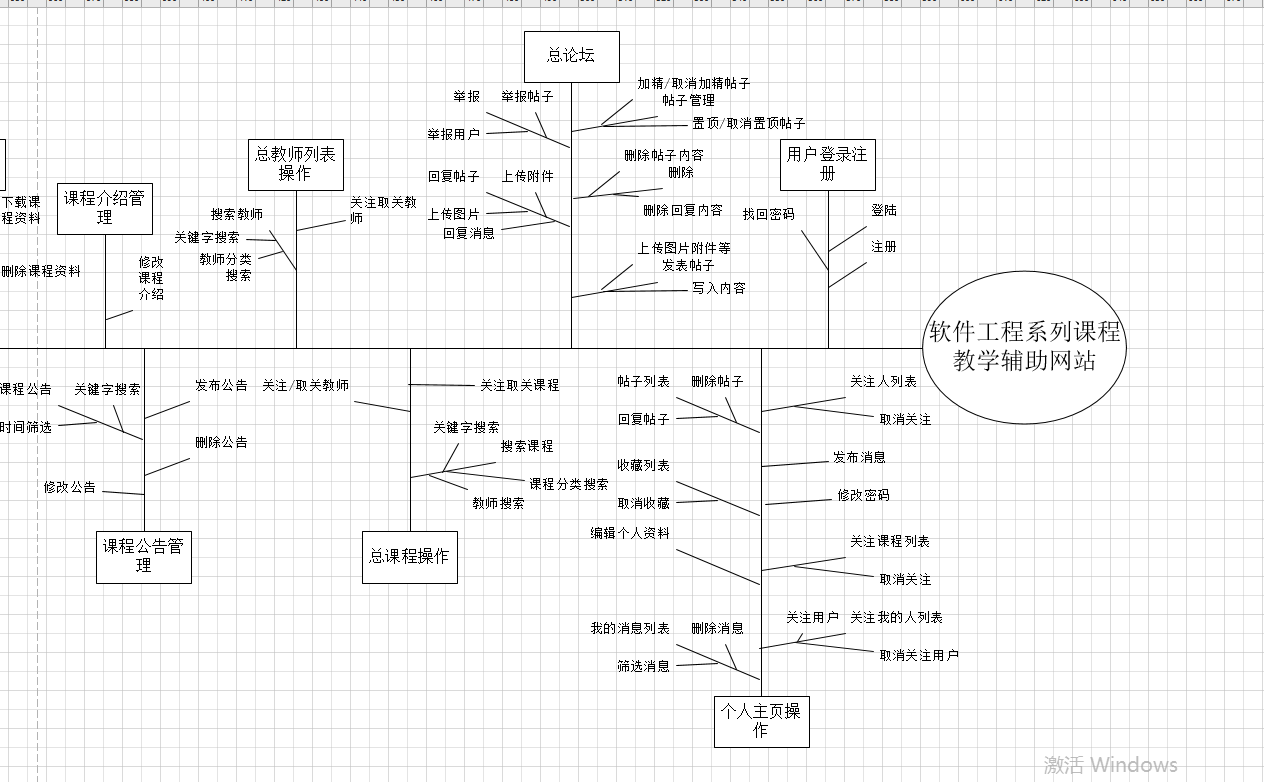 总论坛
加精/取消加精帖子
帖子管理
置顶/取消置顶帖子
举报
举报帖子
举报用户
删除帖子内容
删除
删除回复内容
回复帖子
上传附件
上传图片
回复消息
上传图片附件等
发表帖子
写入内容
总教师列表
操作
搜索教师
关键字搜索
教师分类
搜索
关注取关教
师
用户登录注
册
找回密码
登陆
注册
课程介绍管
理
修改
课程
介绍
下载课
程资料
删除课程资料
软件工程系列课程
教学辅助网站
课程公告
关键字搜索
时间筛选
发布公告
删除公告
修改公告
课程公告管
理
关注/取关教师
关注取关课程
关键字搜索
搜索课程
课程分类搜索
教师搜索
总课程操作
帖子列表
删除帖子
回复帖子
收藏列表
取消收藏
编辑个人资料
我的消息列表
删除消息
筛选消息
关注人列表
取消关注
发布消息
修改密码
关注课程列表
取消关注
关注用户
关注我的人列表
取消关注用户
个人主页操
作
激活 Windows